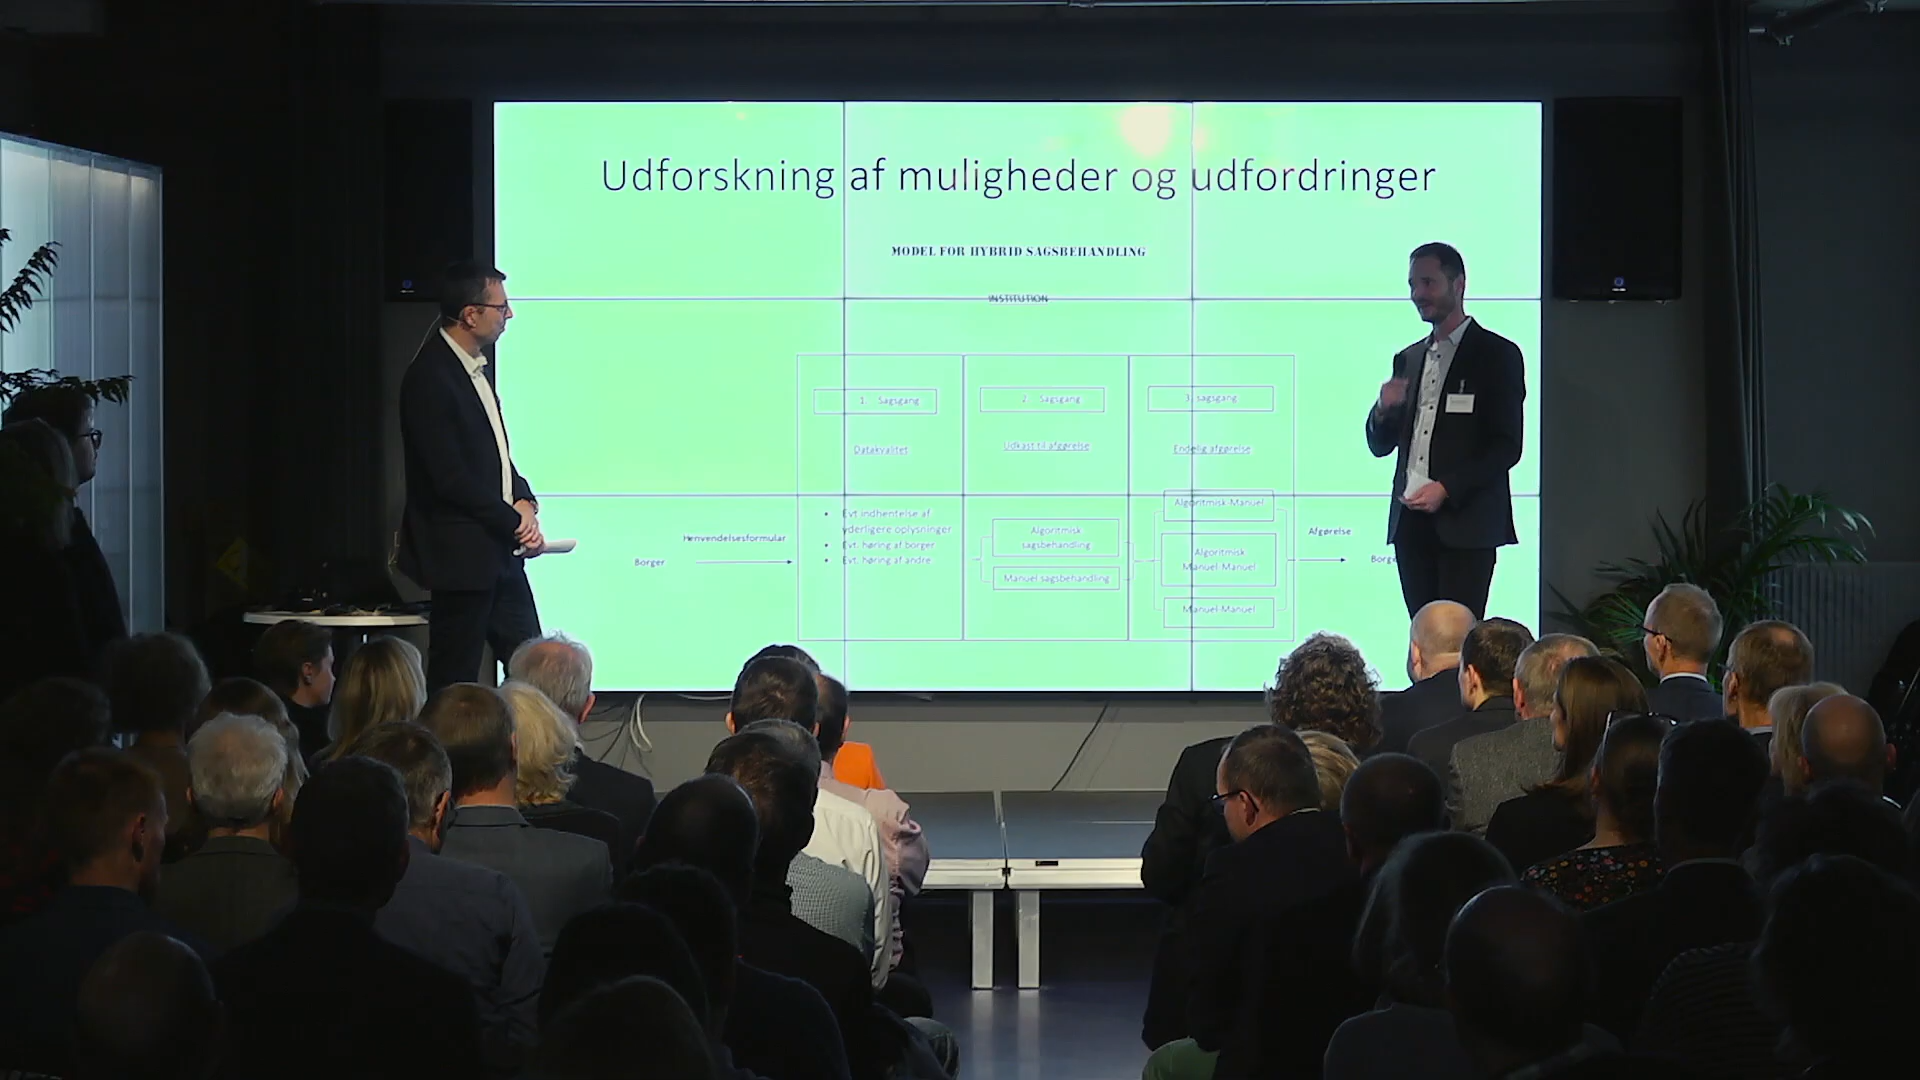 Udforskning af muligheder og udfordringer
MODEL FOR HYBRID SAGSBEHANDLING
INSTITUTION
1. Sagsgang
2. Sagsgang
3. sagsgang
Datakvalitet
Udkast til afgørelse
Endelig afgørelse
Borger
Henvendelsesformular
• Evt indhentelse af
yderligere oplysninger
• Evt. høring af borger
• Evt. høring af andre
Algoritmisk
sagsbehandling
Manuel sagsbehandling
Algoritmisk-Manuel
Algoritmisk
Manuel-Manuel
Manuel-Manuel
Afgørelse
Borge